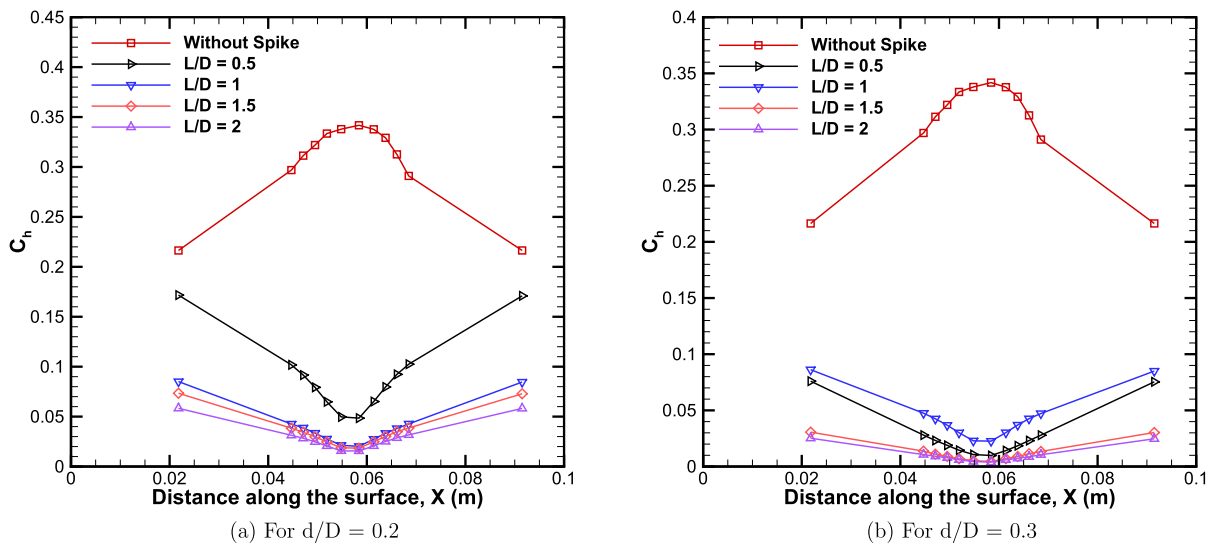 0.45
0.4
0.35
0.3
0.25
0.2
0.15
0.1
0.05
0
C_h
Without Spike
L/D = 0.5
L/D = 1
L/D = 1.5
L/D = 2
0 0.02 0.04 0.06 0.08 0.1
Distance along the surface, X (m)
(a) For d/D = 0.2
0.4
0.35
0.3
0.25
0.2
0.15
0.1
0.05
0
C_h
Without Spike
L/D = 0.5
L/D = 1
L/D = 1.5
L/D = 2
0 0.02 0.04 0.06 0.08 0.1
Distance along the surface, X (m)
(b) For d/D = 0.3